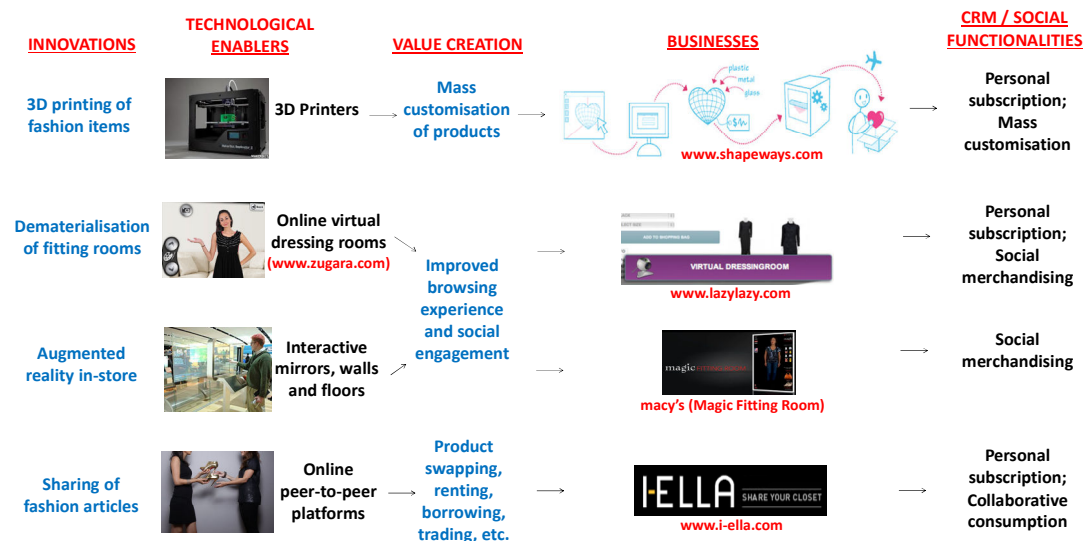 INNOVATIONS
TECHNOLOGICAL
ENABLERS
VALUE CREATION
BUSINESSES
CRM / SOCIAL
FUNCTIONALITIES
3D printing of
fashion items
3D Printers
Mass
customisation
of products
plastic
metal
glass
www.shapeways.com
Personal
subscription;
Mass
customisation
Dematerialisation
of fitting rooms
Online virtual
dressing rooms
(www.zugara.com)
Improved
browsing
experience
and social
engagement
ADD TO SHOPPING BAG
VIRTUAL DRESSINGROOM
www.lazylazy.com
Personal
subscription;
Social
merchandising
Augmented
reality in-store
Interactive
mirrors, walls
and floors
magic
macy's (Magic Fitting Room)
Social
merchandising
Sharing of
fashion articles
Online
peer-to-peer
platforms
Product
swapping,
renting,
borrowing,
trading, etc.
I-ELLA SHARE YOUR CLOSET
www.i-ella.com
Personal
subscription;
Collaborative
consumption